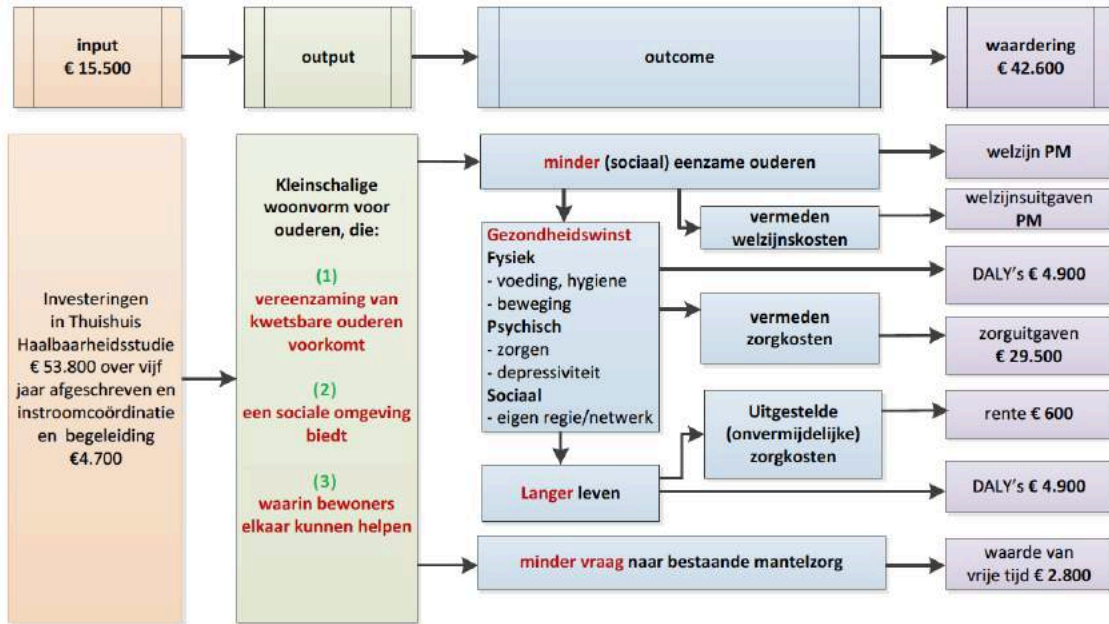 input
€ 15.500
output
outcome
waardering
€ 42.600
Investeringen
in Thuishuis
Haalbaarheidsstudie
€ 53.800 over vijf
jaar afgeschreven en
instroomcoördinatie
en begeleiding
€4.700
Kleinschalige
woonvorm voor
ouderen, die:
(1)
vereenzaming van
kwetsbare ouderen
voorkomt
(2)
een sociale omgeving
biedt
(3)
waarin bewoners
elkaar kunnen helpen
minder (sociaal) eenzame ouderen
vermeden
welzijnskosten
Gezondheidswinst
Fysiek
- voeding, hygiene
- beweging
Psychisch
- zorgen
- depressiviteit
Sociaal
- eigen regie/netwerk
vermeden
zorgkosten
Uitgestelde
(onvermijdelijke)
zorgkosten
Langer leven
minder vraag naar bestaande mantelzorg
welzijn PM
welzijnsuitgaven
PM
DALY's € 4.900
zorguitgaven
€ 29.500
rente € 600
DALY's € 4.900
waarde van
vrije tijd € 2.800